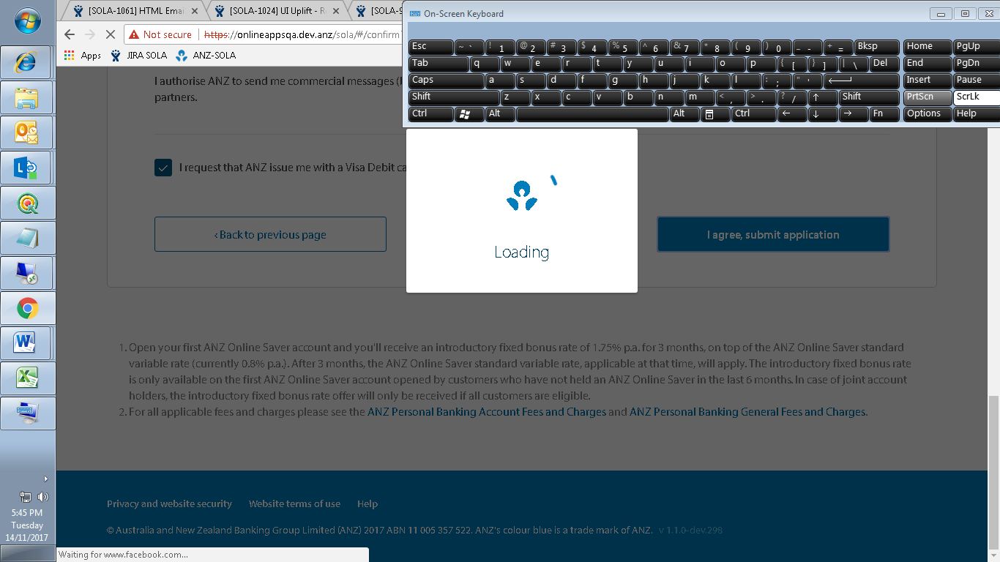 [SOLA-1061] HTML Emai
[SOLA-1024] UI Uplift - R
[SOLA-9
On-Screen Keyboard
Not secure https://onlineappsqa.dev.anz/sola/#/confirm
Apps JIRA SOLA ANZ-SOLA
Esc ~ ` ! 1 @ 2 # 3 $ 4 % 5 ^ 6 & 7 * 8 ( 9 ) 0 _ - + = Bksp Home PgUp
Tab q w e r t y u i o p { [ } ] | \ Del End PgDn
Caps a s d f g h j k l : ; " ' Insert Pause
Shift z x c v b n m < , > . ? / ↑ Shift PrtScn ScrLk
Ctrl Alt Alt Ctrl ← ↓ → Fn Options Help
I authorise ANZ to send me commercial messages (
partners.
I request that ANZ issue me with a Visa Debit ca
‹ Back to previous page
I agree, submit application
Loading
1. Open your first ANZ Online Saver account and you'll receive an introductory fixed bonus rate of 1.75% p.a. for 3 months, on top of the ANZ Online Saver standard
variable rate (currently 0.8% p.a.). After 3 months, the ANZ Online Saver standard variable rate, applicable at that time, will apply. The introductory fixed bonus rate
is only available on the first ANZ Online Saver account opened by customers who have not held an ANZ Online Saver in the last 6 months. In case of joint account
holders, the introductory fixed bonus rate offer will only be received if all customers are eligible.
2. For all applicable fees and charges please see the ANZ Personal Banking Account Fees and Charges and ANZ Personal Banking General Fees and Charges.
Privacy and website security Website terms of use Help
© Australia and New Zealand Banking Group Limited (ANZ) 2017 ABN 11 005 357 522. ANZ's colour blue is a trade mark of ANZ. v 1.1.0-dev.298
5:45 PM
Tuesday
14/11/2017
Waiting for www.facebook.com...